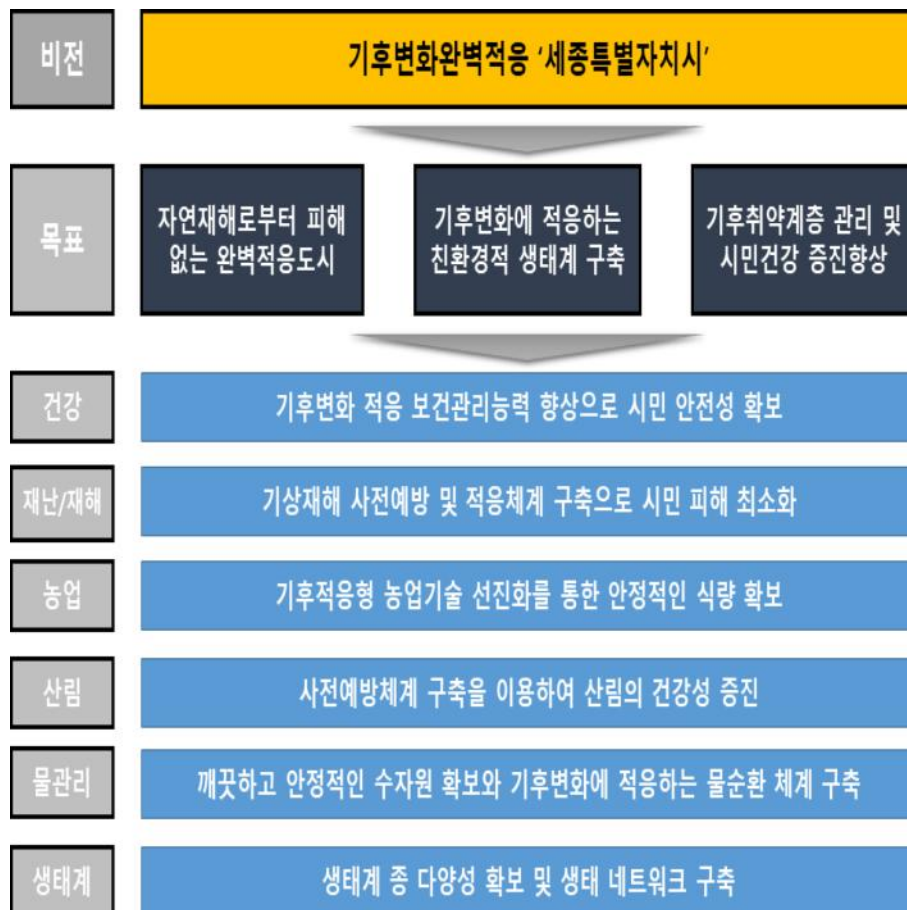 비전
기후변화완벽적응 ‘세종특별자치시’
목표
자연재해로부터 피해
없는 완벽적응도시
기후변화에 적응하는
친환경적 생태계 구축
기후취약계층 관리 및
시민건강 증진향상
건강
기후변화 적응 보건관리능력 향상으로 시민 안전성 확보
재난/재해
기상재해 사전예방 및 적응체계 구축으로 시민 피해 최소화
농업
기후적응형 농업기술 선진화를 통한 안정적인 식량 확보
산림
사전예방체계 구축을 이용하여 산림의 건강성 증진
물관리
깨끗하고 안정적인 수자원 확보와 기후변화에 적응하는 물순환 체계 구축
생태계
생태계 종 다양성 확보 및 생태 네트워크 구축